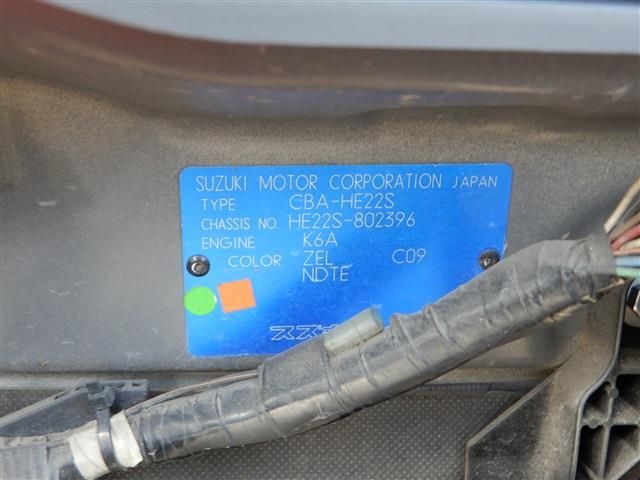 SUZUKI MOTOR CORPORATION JAPAN
TYPE CBA-HE22S
CHASSIS NO. HE22S-802396
ENGINE K6A
COLOR ZEL C09
NDTE